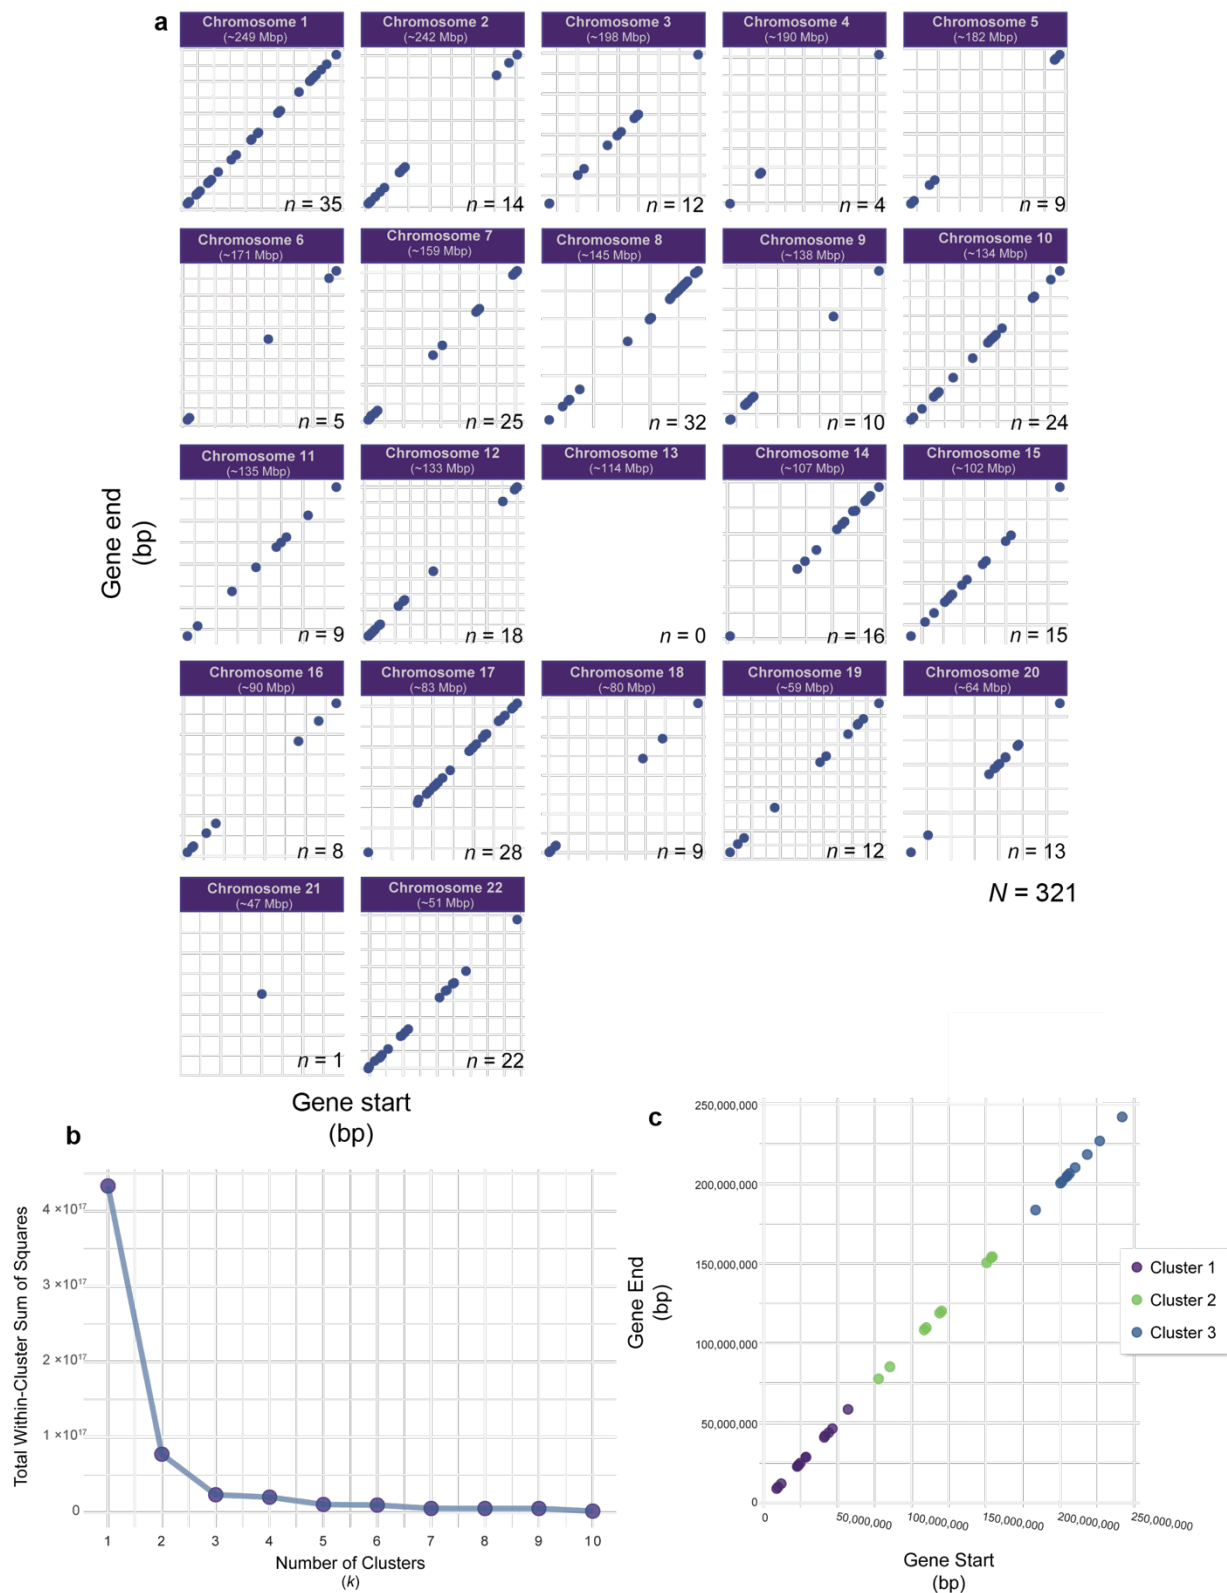 a
Chromosome 1
(~249 Mbp)
n = 35
Chromosome 2
(~242 Mbp)
n = 14
Chromosome 3
(~198 Mbp)
n = 12
Chromosome 4
(~190 Mbp)
n = 4
Chromosome 5
(~182 Mbp)
n = 9
Chromosome 6
(~171 Mbp)
n = 5
Chromosome 7
(~159 Mbp)
n = 25
Chromosome 8
(~145 Mbp)
n = 32
Chromosome 9
(~138 Mbp)
n = 10
Chromosome 10
(~134 Mbp)
n = 24
Gene end
(bp)
Chromosome 11
(~135 Mbp)
n = 9
Chromosome 12
(~133 Mbp)
n = 18
Chromosome 13
(~114 Mbp)
n = 0
Chromosome 14
(~107 Mbp)
n = 16
Chromosome 15
(~102 Mbp)
n = 15
Chromosome 16
(~90 Mbp)
n = 8
Chromosome 17
(~83 Mbp)
n = 28
Chromosome 18
(~80 Mbp)
n = 9
Chromosome 19
(~59 Mbp)
n = 12
Chromosome 20
(~64 Mbp)
n = 13
N = 321
Chromosome 21
(~47 Mbp)
n = 1
Chromosome 22
(~51 Mbp)
n = 22
Gene start
(bp)
b
Total Within-Cluster Sum of Squares
4 ×10¹⁷
3 ×10¹⁷
2 ×10¹⁷
1 ×10¹⁷
0
1 2 3 4 5 6 7 8 9 10
Number of Clusters
(k)
c
Gene End
(bp)
250,000,000
200,000,000
150,000,000
100,000,000
50,000,000
0
0 50,000,000 100,000,000 150,000,000 200,000,000 250,000,000
Gene Start
(bp)
Cluster 1
Cluster 2
Cluster 3